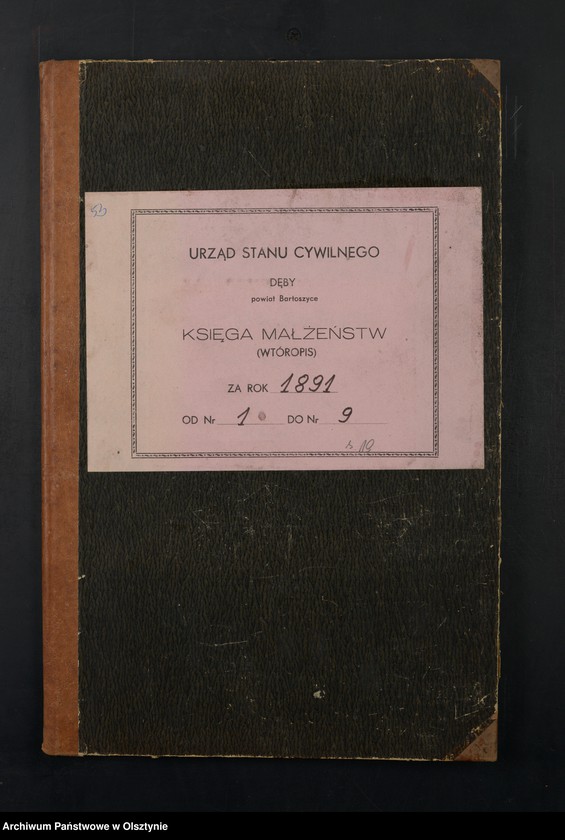 URZĄD STANU CYWILNEGO
DĘBY
powiat Bartoszyce
KSIĘGA MAŁŻEŃSTW
(WTÓROPIS)
ZA ROK 1891
OD Nr 1 DO Nr 9
s. 19
Archiwum Państwowe w Olsztynie